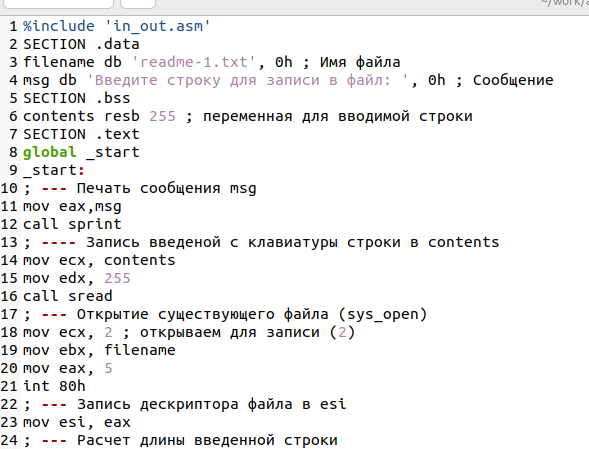 ~/work/
1 %include 'in_out.asm'
2 SECTION .data
3 filename db 'readme-1.txt', 0h ; Имя файла
4 msg db 'Введите строку для записи в файл: ', 0h ; Сообщение
5 SECTION .bss
6 contents resb 255 ; переменная для вводимой строки
7 SECTION .text
8 global _start
9 _start:
10 ; --- Печать сообщения msg
11 mov eax,msg
12 call sprint
13 ; ---- Запись введеной с клавиатуры строки в contents
14 mov ecx, contents
15 mov edx, 255
16 call sread
17 ; --- Открытие существующего файла (sys_open)
18 mov ecx, 2 ; открываем для записи (2)
19 mov ebx, filename
20 mov eax, 5
21 int 80h
22 ; --- Запись дескриптора файла в esi
23 mov esi, eax
24 ; --- Расчет длины введенной строки